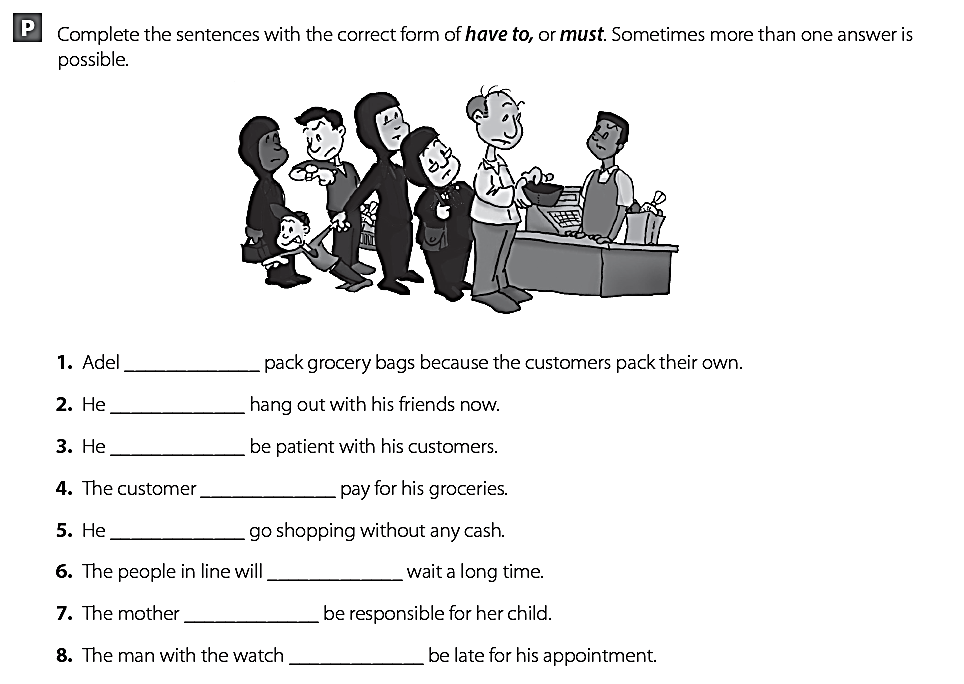 P Complete the sentences with the correct form of have to, or must. Sometimes more than one answer is
possible.
1. Adel _____________ pack grocery bags because the customers pack their own.
2. He _____________ hang out with his friends now.
3. He _____________ be patient with his customers.
4. The customer _____________ pay for his groceries.
5. He _____________ go shopping without any cash.
6. The people in line will _____________ wait a long time.
7. The mother _____________ be responsible for her child.
8. The man with the watch _____________ be late for his appointment.